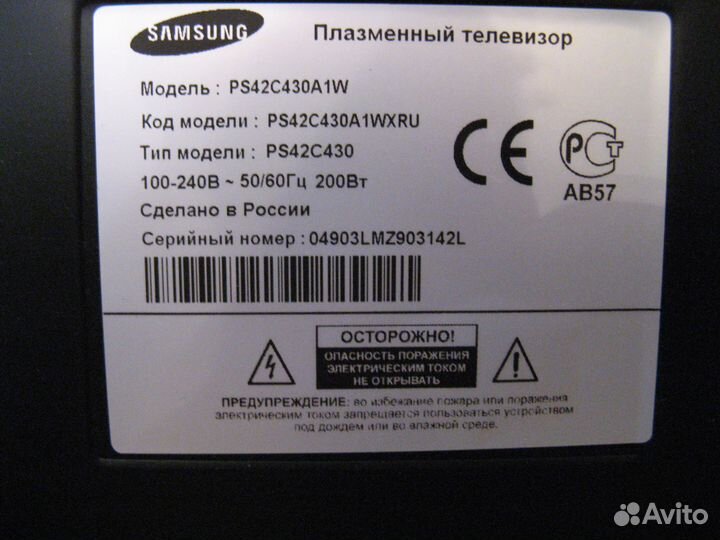 SAMSUNG
Плазменный телевизор
Модель : PS42C430A1W
Код модели : PS42C430A1WXRU
Тип модели : PS42C430
100-240В ~ 50/60Гц 200Вт
Сделано в России
Серийный номер : 04903LMZ903142L
CE
РСТ
АВ57
ОСТОРОЖНО!
ОПАСНОСТЬ ПОРАЖЕНИЯ
ЭЛЕКТРИЧЕСКИМ ТОКОМ
НЕ ОТКРЫВАТЬ
ПРЕДУПРЕЖДЕНИЕ: во избежание пожара или поражения
электрическим током запрещается пользоваться устройством
под дождем или во влажной среде.
Avito